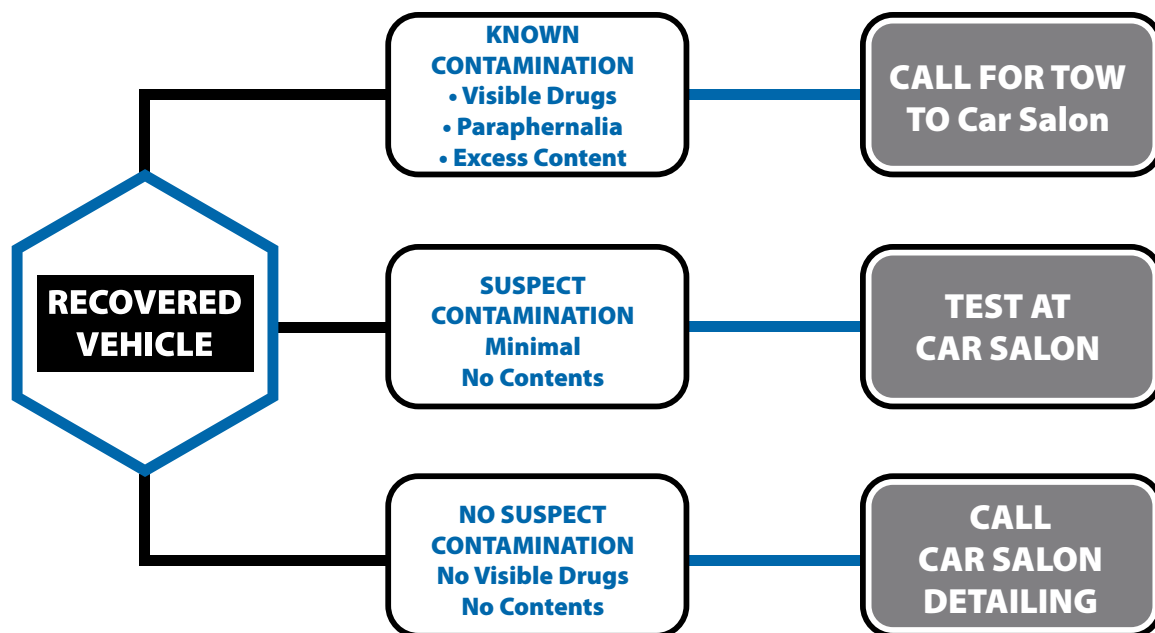 RECOVERED
VEHICLE
KNOWN
CONTAMINATION
• Visible Drugs
• Paraphernalia
• Excess Content
CALL FOR TOW
TO Car Salon
SUSPECT
CONTAMINATION
Minimal
No Contents
TEST AT
CAR SALON
NO SUSPECT
CONTAMINATION
No Visible Drugs
No Contents
CALL
CAR SALON
DETAILING